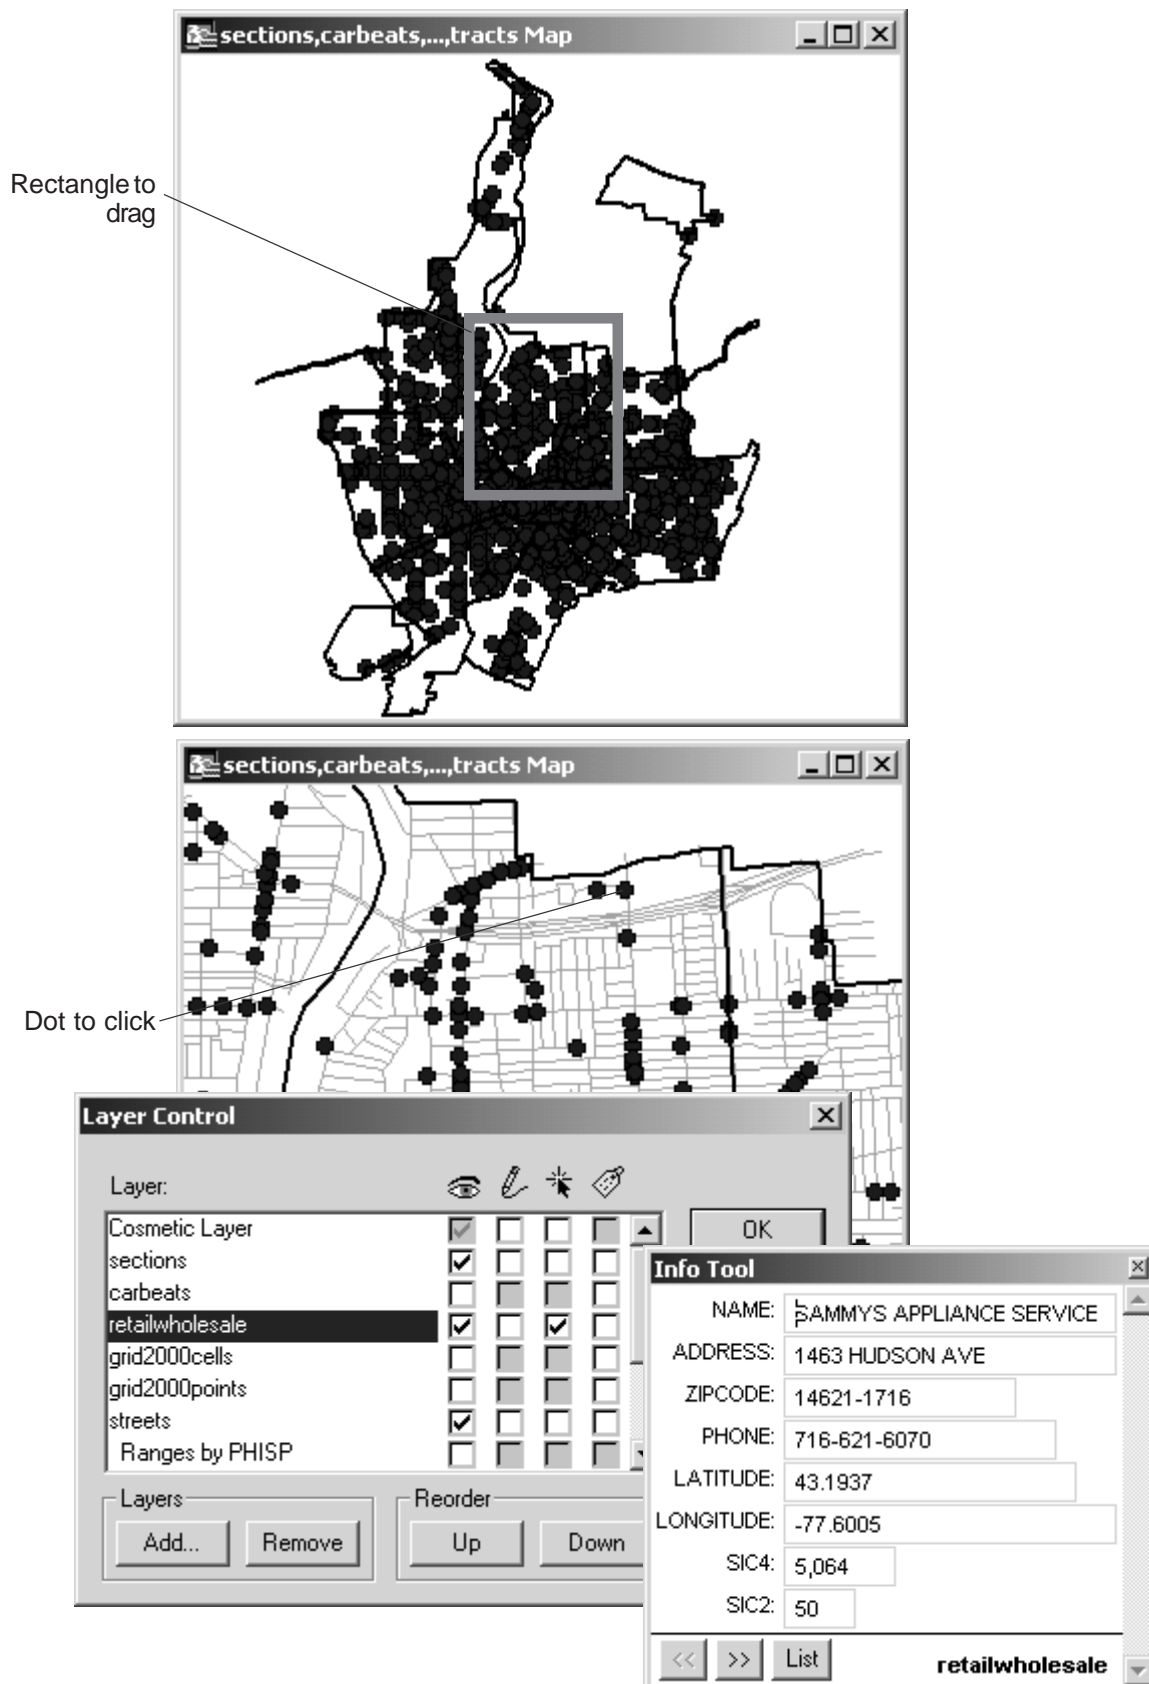 sections,carbeats,...,tracts Map
Rectangle to
drag
sections,carbeats,...,tracts Map
Dot to click
Layer Control
Layer:
Cosmetic Layer
sections
carbeats
retailwholesale
grid2000cells
grid2000points
streets
Ranges by PHISP
OK
Layers
Add...
Remove
Reorder
Up
Down
Info Tool
NAME: SAMMYS APPLIANCE SERVICE
ADDRESS: 1463 HUDSON AVE
ZIPCODE: 14621-1716
PHONE: 716-621-6070
LATITUDE: 43.1937
LONGITUDE: -77.6005
SIC4: 5,064
SIC2: 50
<< >> List retailwholesale